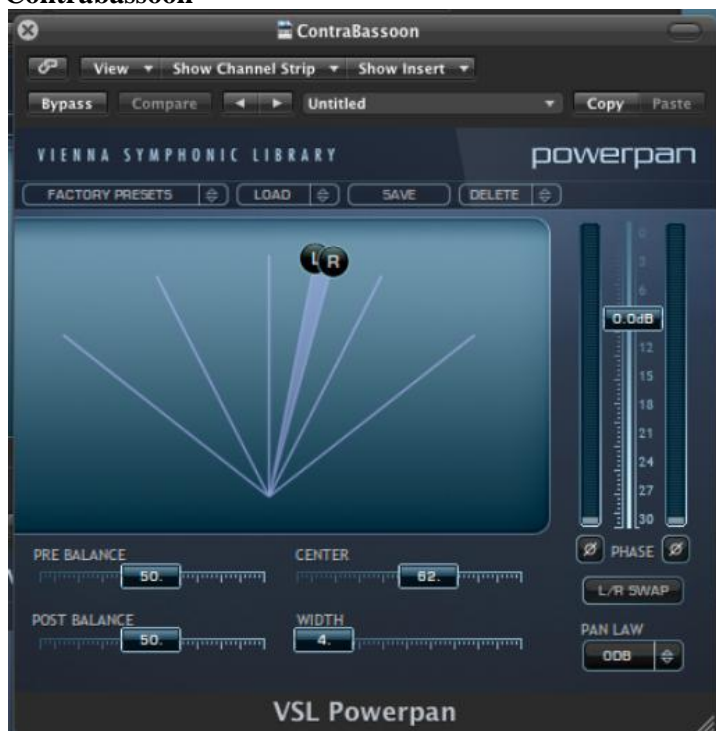 Contrabassoon
ContraBassoon
View Show Channel Strip Show Insert
Bypass Compare Untitled Copy Paste
VIENNA SYMPHONIC LIBRARY powerpan
FACTORY PRESETS LOAD SAVE DELETE
L R
0
3
6
0.0dB
12
15
18
21
24
27
30
PRE BALANCE CENTER Ø PHASE Ø
50. 62.
L/R SWAP
POST BALANCE WIDTH PAN LAW
50. 4.
0DB
VSL Powerpan